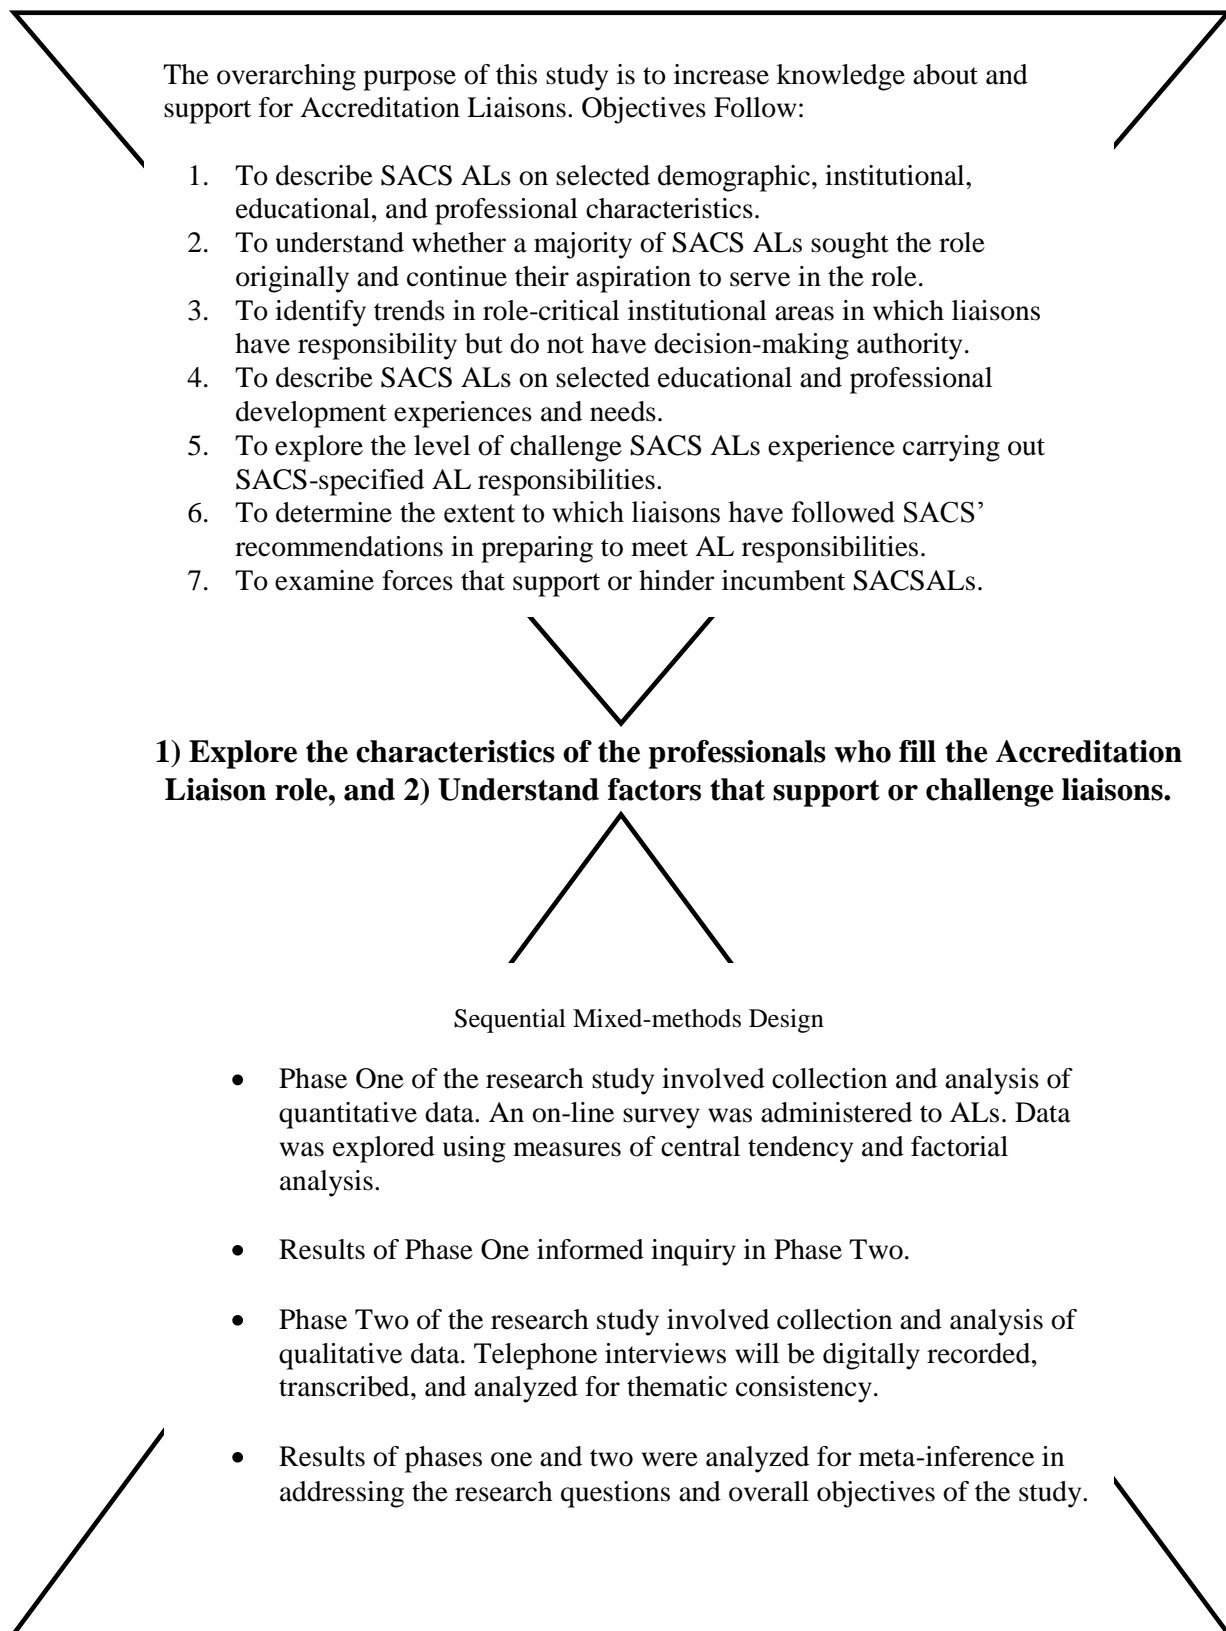 The overarching purpose of this study is to increase knowledge about and
support for Accreditation Liaisons. Objectives Follow:
1. To describe SACS ALs on selected demographic, institutional,
educational, and professional characteristics.
2. To understand whether a majority of SACS ALs sought the role
originally and continue their aspiration to serve in the role.
3. To identify trends in role-critical institutional areas in which liaisons
have responsibility but do not have decision-making authority.
4. To describe SACS ALs on selected educational and professional
development experiences and needs.
5. To explore the level of challenge SACS ALs experience carrying out
SACS-specified AL responsibilities.
6. To determine the extent to which liaisons have followed SACS’
recommendations in preparing to meet AL responsibilities.
7. To examine forces that support or hinder incumbent SACSALs.
1) Explore the characteristics of the professionals who fill the Accreditation
Liaison role, and 2) Understand factors that support or challenge liaisons.
Sequential Mixed-methods Design
• Phase One of the research study involved collection and analysis of
quantitative data. An on-line survey was administered to ALs. Data
was explored using measures of central tendency and factorial
analysis.
• Results of Phase One informed inquiry in Phase Two.
• Phase Two of the research study involved collection and analysis of
qualitative data. Telephone interviews will be digitally recorded,
transcribed, and analyzed for thematic consistency.
• Results of phases one and two were analyzed for meta-inference in
addressing the research questions and overall objectives of the study.